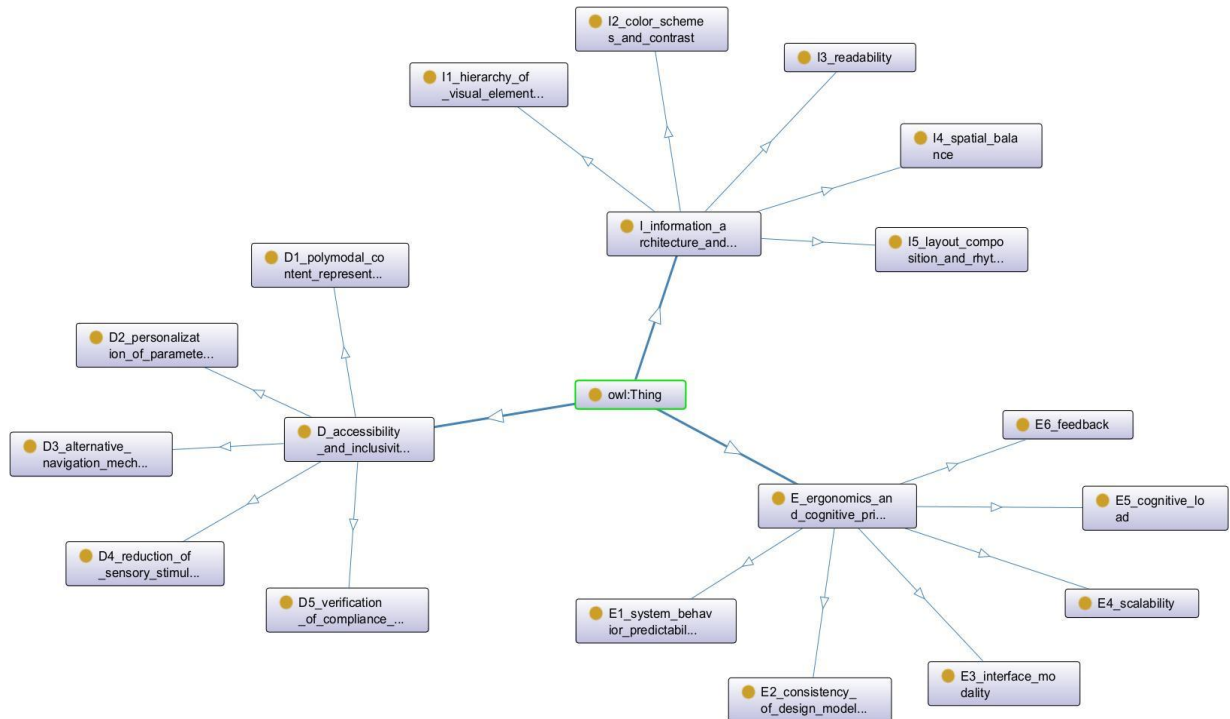 I2_color_scheme
s_and_contrast
I3_readability
I1_hierarchy_of
_visual_element...
I4_spatial_bala
nce
I_information_a
rchitecture_and...
I5_layout_compo
sition_and_rhyt...
D1_polymodal_co
ntent_represent...
D2_personalizat
ion_of_paramete...
owl:Thing
D_accessibility
_and_inclusivit...
D3_alternative_
navigation_mech...
E6_feedback
E_ergonomics_an
d_cognitive_pri...
E5_cognitive_lo
ad
D4_reduction_of
_sensory_stimul...
D5_verification
_of_compliance_...
E1_system_behav
ior_predictabil...
E4_scalability
E3_interface_mo
dality
E2_consistency_
of_design_model...